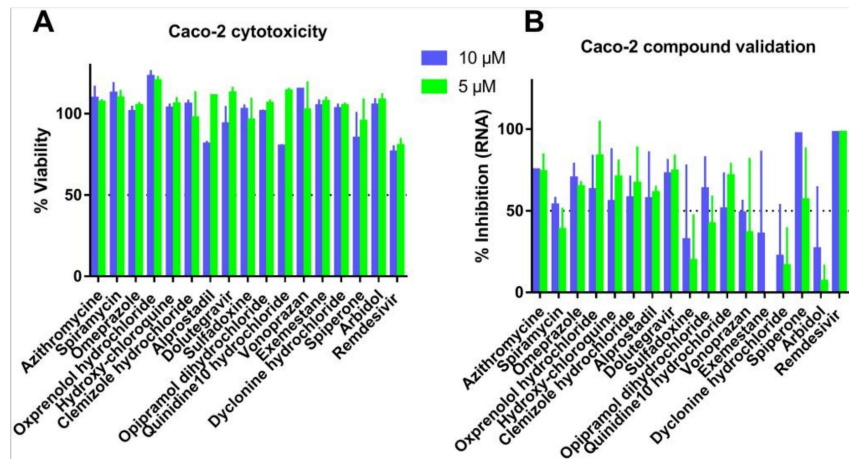 A
Caco-2 cytotoxicity
% Viability
100
50
0
Azithromycine
Spiramycin
Omeprazole
Oxprenolol hydrochloride
Hydroxy-chloroquine
Clemizole hydrochloride
Alprostadil
Dolutegravir
Sulfadoxine
Opipramol dihydrochloride
Quinidine10 hydrochloride
Vonoprazan
Exemestane
Dyclonine hydrochloride
Spiperone
Arbidol
Remdesivir
10 µM
5 µM
B
Caco-2 compound validation
% Inhibition (RNA)
100
50
0
Azithromycine
Spiramycin
Omeprazole
Oxprenolol hydrochloride
Hydroxy-chloroquine
Clemizole hydrochloride
Alprostadil
Dolutegravir
Sulfadoxine
Opipramol dihydrochloride
Quinidine10 hydrochloride
Vonoprazan
Exemestane
Dyclonine hydrochloride
Spiperone
Arbidol
Remdesivir